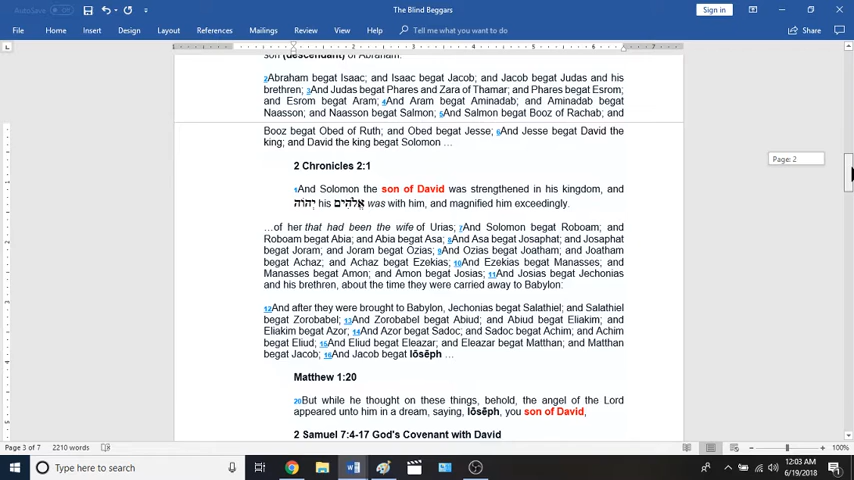 AutoSave
The Blind Beggars
Sign in
File Home Insert Design Layout References Mailings Review View Help Tell me what you want to do Share
son (descendant) of Abraham.
2Abraham begat Isaac; and Isaac begat Jacob; and Jacob begat Judas and his
brethren; 3And Judas begat Phares and Zara of Thamar; and Phares begat Esrom;
and Esrom begat Aram; 4And Aram begat Aminadab; and Aminadab begat
Naasson; and Naasson begat Salmon; 5And Salmon begat Booz of Rachab; and
Booz begat Obed of Ruth; and Obed begat Jesse; 6And Jesse begat David the
king; and David the king begat Solomon …
Page: 2
2 Chronicles 2:1
1And Solomon the son of David was strengthened in his kingdom, and
יְהוָֹה his אֱלֹהִים was with him, and magnified him exceedingly.
…of her that had been the wife of Urias; 7And Solomon begat Roboam; and
Roboam begat Abia; and Abia begat Asa; 8And Asa begat Josaphat; and Josaphat
begat Joram; and Joram begat Ozias; 9And Ozias begat Joatham; and Joatham
begat Achaz; and Achaz begat Ezekias; 10And Ezekias begat Manasses; and
Manasses begat Amon; and Amon begat Josias; 11And Josias begat Jechonias
and his brethren, about the time they were carried away to Babylon:
12And after they were brought to Babylon, Jechonias begat Salathiel; and Salathiel
begat Zorobabel; 13And Zorobabel begat Abiud; and Abiud begat Eliakim; and
Eliakim begat Azor; 14And Azor begat Sadoc; and Sadoc begat Achim; and Achim
begat Eliud; 15And Eliud begat Eleazar; and Eleazar begat Matthan; and Matthan
begat Jacob; 16And Jacob begat Iōsēph …
Matthew 1:20
20But while he thought on these things, behold, the angel of the Lord
appeared unto him in a dream, saying, Iōsēph, you son of David,
2 Samuel 7:4-17 God's Covenant with David
Page 3 of 7 2210 words
100%
Type here to search
12:03 AM
6/19/2018